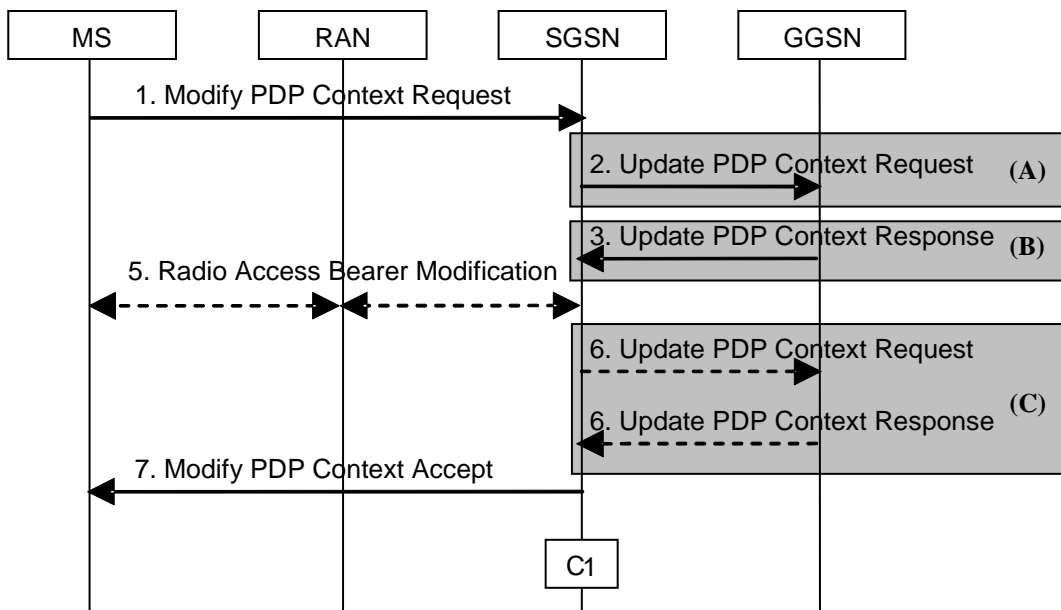 MS
RAN
SGSN
GGSN
1. Modify PDP Context Request
2. Update PDP Context Request
(A)
3. Update PDP Context Response
(B)
5. Radio Access Bearer Modification
6. Update PDP Context Request
(C)
6. Update PDP Context Response
7. Modify PDP Context Accept
C1